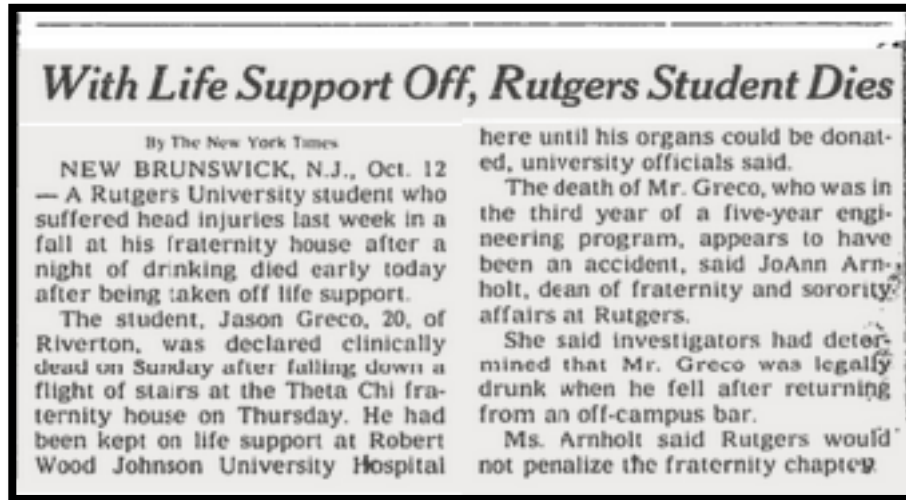 With Life Support Off, Rutgers Student Dies
By The New York Times
NEW BRUNSWICK, N.J., Oct. 12
— A Rutgers University student who
suffered head injuries last week in a
fall at his fraternity house after a
night of drinking died early today
after being taken off life support.
The student, Jason Greco, 20, of
Riverton, was declared clinically
dead on Sunday after falling down a
flight of stairs at the Theta Chi fra-
ternity house on Thursday. He had
been kept on life support at Robert
Wood Johnson University Hospital
here until his organs could be donat-
ed, university officials said.
The death of Mr. Greco, who was in
the third year of a five-year engi-
neering program, appears to have
been an accident, said JoAnn Arn-
holt, dean of fraternity and sorority
affairs at Rutgers.
She said investigators had deter-
mined that Mr. Greco was legally
drunk when he fell after returning
from an off-campus bar.
Ms. Arnholt said Rutgers would
not penalize the fraternity chapter.